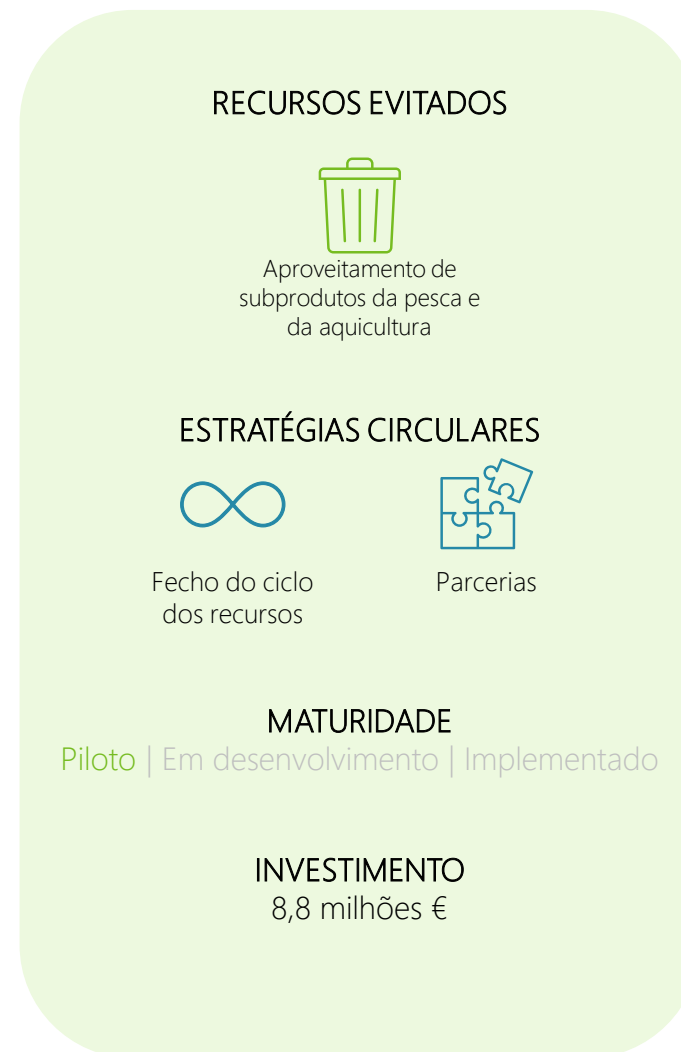 RECURSOS EVITADOS
Aproveitamento de
subprodutos da pesca e
da aquicultura
ESTRATÉGIAS CIRCULARES
Fecho do ciclo
dos recursos
Parcerias
MATURIDADE
Piloto | Em desenvolvimento | Implementado
INVESTIMENTO
8,8 milhões €